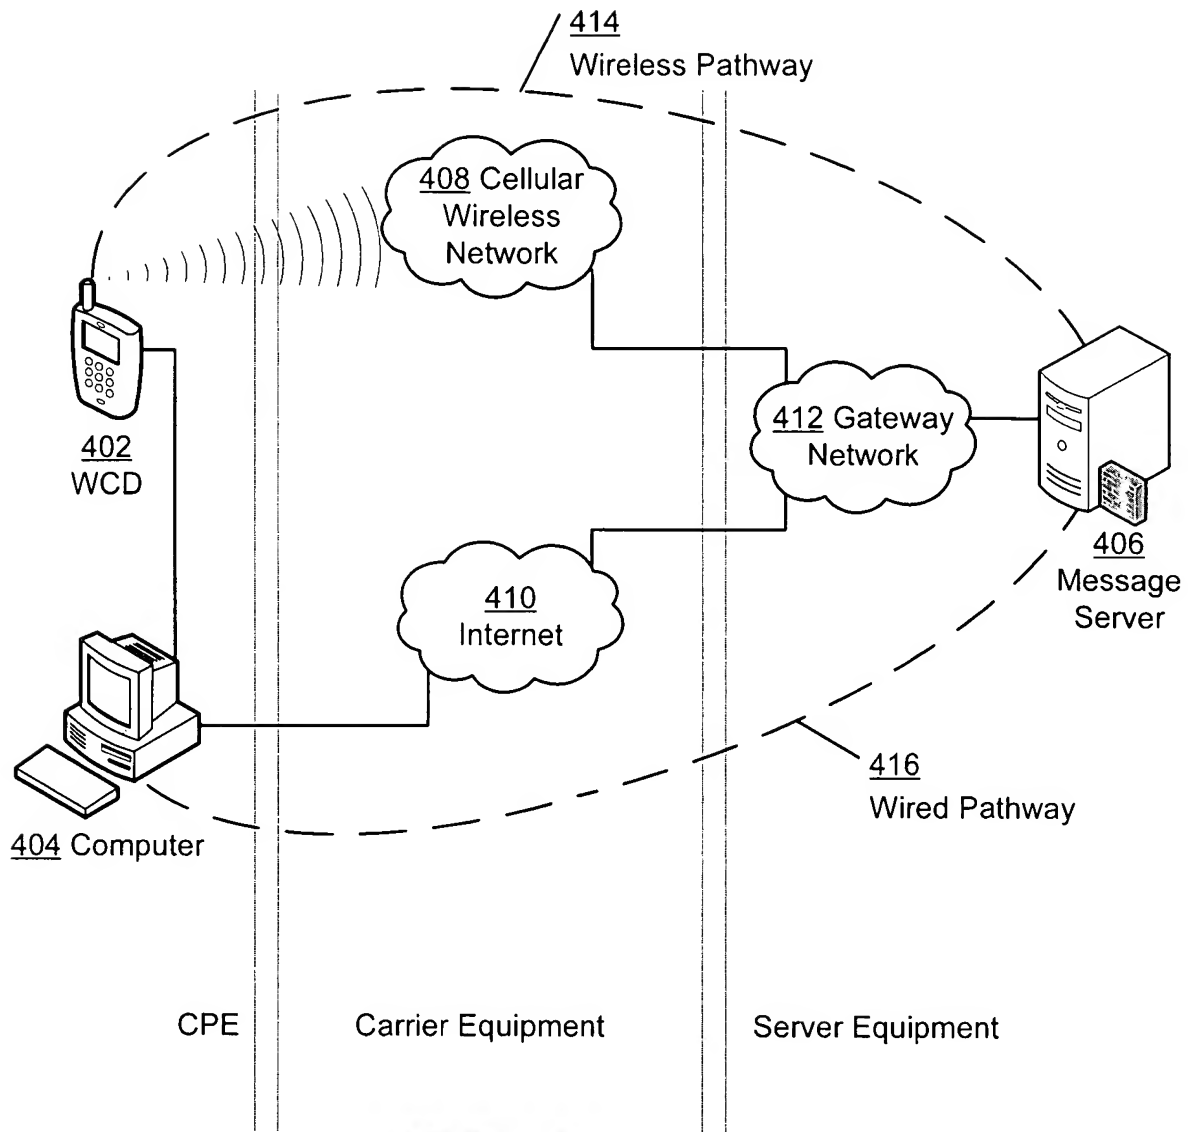 414
Wireless Pathway
408 Cellular
Wireless
Network
412 Gateway
Network
402
WCD
406
Message
Server
410
Internet
416
Wired Pathway
404 Computer
CPE
Carrier Equipment
Server Equipment